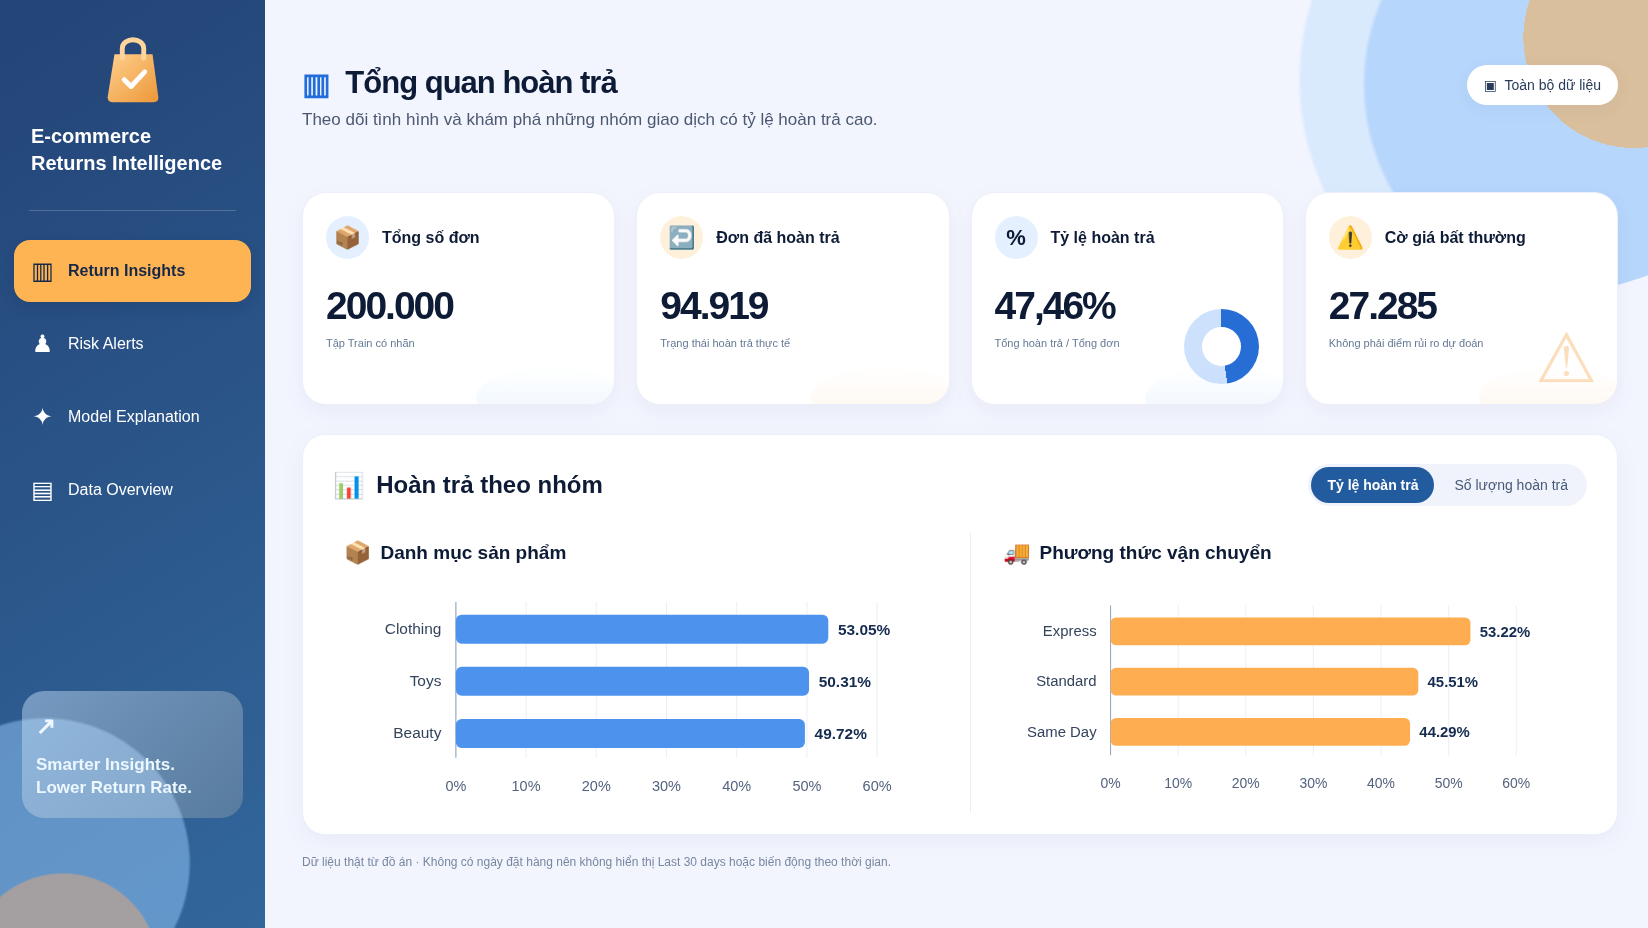 E-commerce
Returns Intelligence
Return Insights
Risk Alerts
Model Explanation
Data Overview
Smarter Insights.
Lower Return Rate.
Tổng quan hoàn trả
Theo dõi tình hình và khám phá những nhóm giao dịch có tỷ lệ hoàn trả cao.
Toàn bộ dữ liệu
Tổng số đơn
200.000
Tập Train có nhãn
Đơn đã hoàn trả
94.919
Trạng thái hoàn trả thực tế
% Tỷ lệ hoàn trả
47,46%
Tổng hoàn trả / Tổng đơn
Cờ giá bất thường
27.285
Không phải điểm rủi ro dự đoán
Hoàn trả theo nhóm
Tỷ lệ hoàn trả
Số lượng hoàn trả
Danh mục sản phẩm
Clothing 53.05%
Toys 50.31%
Beauty 49.72%
0% 10% 20% 30% 40% 50% 60%
Phương thức vận chuyển
Express 53.22%
Standard 45.51%
Same Day 44.29%
0% 10% 20% 30% 40% 50% 60%
Dữ liệu thật từ đồ án · Không có ngày đặt hàng nên không hiển thị Last 30 days hoặc biến động theo thời gian.